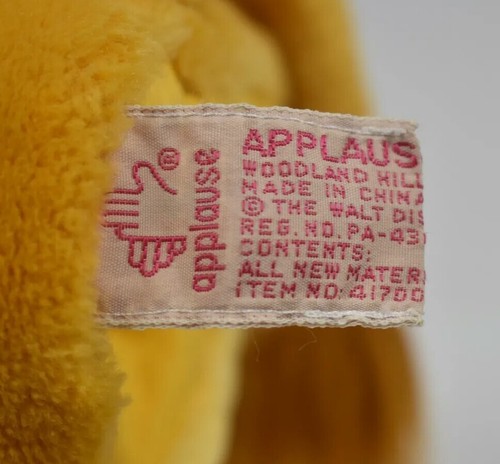 ® applause
APPLAUS
WOODLAND HILL
MADE IN CHINA
© THE WALT DIS
REG. NO. PA-43
CONTENTS:
ALL NEW MATER
ITEM NO. 41700